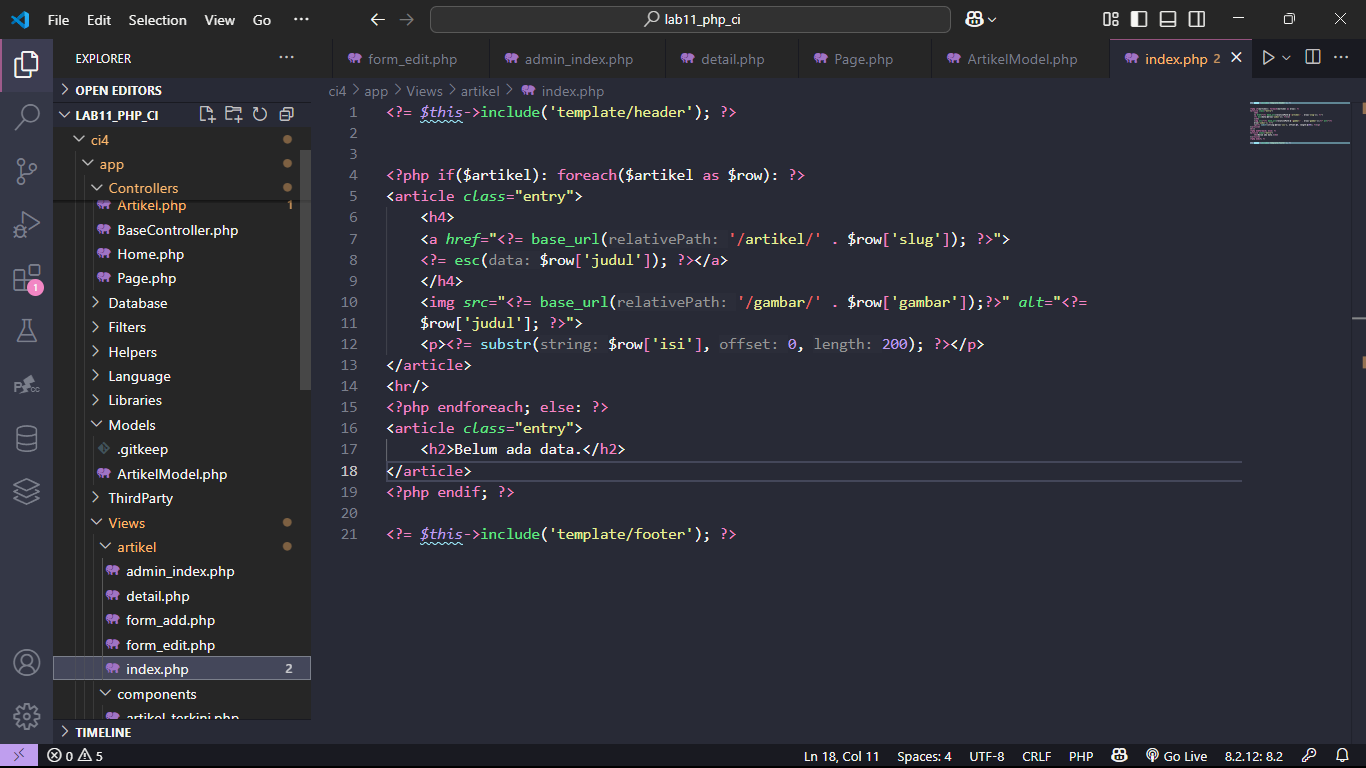 File Edit Selection View Go ···
lab11_php_ci
EXPLORER ···
OPEN EDITORS
LAB11_PHP_CI
ci4
app
Controllers
Artikel.php 1
BaseController.php
Home.php
Page.php
Database
Filters
Helpers
Language
Libraries
Models
.gitkeep
ArtikelModel.php
ThirdParty
Views
artikel
admin_index.php
detail.php
form_add.php
form_edit.php
index.php 2
components
artikel_terkini.php
TIMELINE
1
form_edit.php admin_index.php detail.php Page.php ArtikelModel.php index.php 2
ci4 > app > Views > artikel > index.php
1 <?= $this->include('template/header'); ?>
2
3
4 <?php if($artikel): foreach($artikel as $row): ?>
5 <article class="entry">
6 <h4>
7 <a href="<?= base_url(relativePath: '/artikel/' . $row['slug']); ?>">
8 <?= esc(data: $row['judul']); ?></a>
9 </h4>
10 <img src="<?= base_url(relativePath: '/gambar/' . $row['gambar']);?>" alt="<?=
11 $row['judul']; ?>">
12 <p><?= substr(string: $row['isi'], offset: 0, length: 200); ?></p>
13 </article>
14 <hr/>
15 <?php endforeach; else: ?>
16 <article class="entry">
17 <h2>Belum ada data.</h2>
18 </article>
19 <?php endif; ?>
20
21 <?= $this->include('template/footer'); ?>
0 5 Ln 18, Col 11 Spaces: 4 UTF-8 CRLF PHP Go Live 8.2.12: 8.2